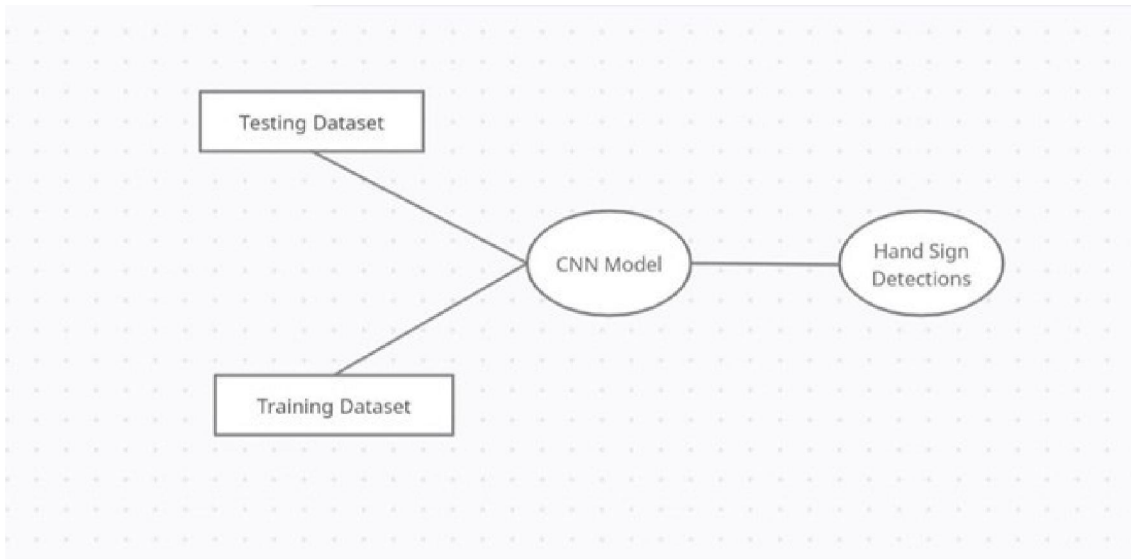 Testing Dataset
CNN Model
Hand Sign
Detections
Training Dataset